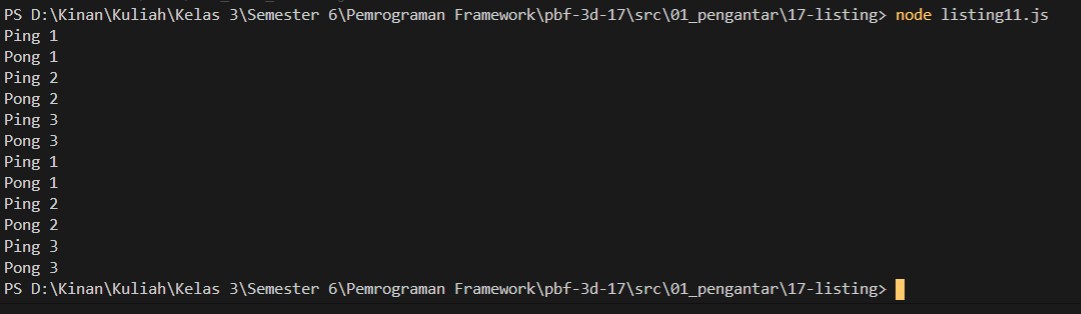 PS D:\Kinan\Kuliah\Kelas 3\Semester 6\Pemrograman Framework\pbf-3d-17\src\01_pengantar\17-listing> node listing11.js
Ping 1
Pong 1
Ping 2
Pong 2
Ping 3
Pong 3
Ping 1
Pong 1
Ping 2
Pong 2
Ping 3
Pong 3
PS D:\Kinan\Kuliah\Kelas 3\Semester 6\Pemrograman Framework\pbf-3d-17\src\01_pengantar\17-listing>